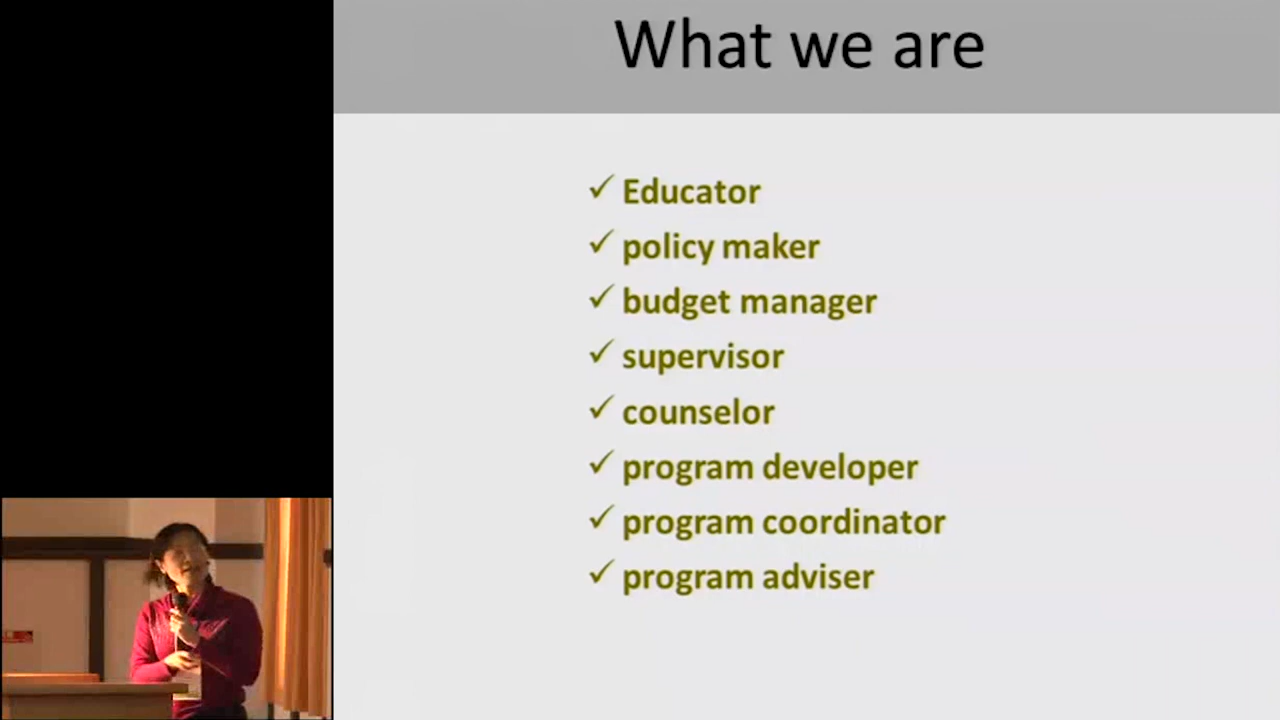 What we are
✓ Educator
✓ policy maker
✓ budget manager
✓ supervisor
✓ counselor
✓ program developer
✓ program coordinator
✓ program adviser